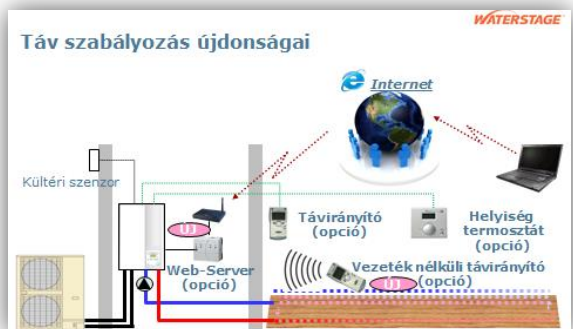 WATERSTAGE
Táv szabályozás újdonságai
Internet
Kültéri szenzor
ÚJ
Távirányító
(opció)
Helyiség
termosztát
(opció)
Web-Server
(opció)
Vezeték nélküli távirányító
ÚJ
(opció)